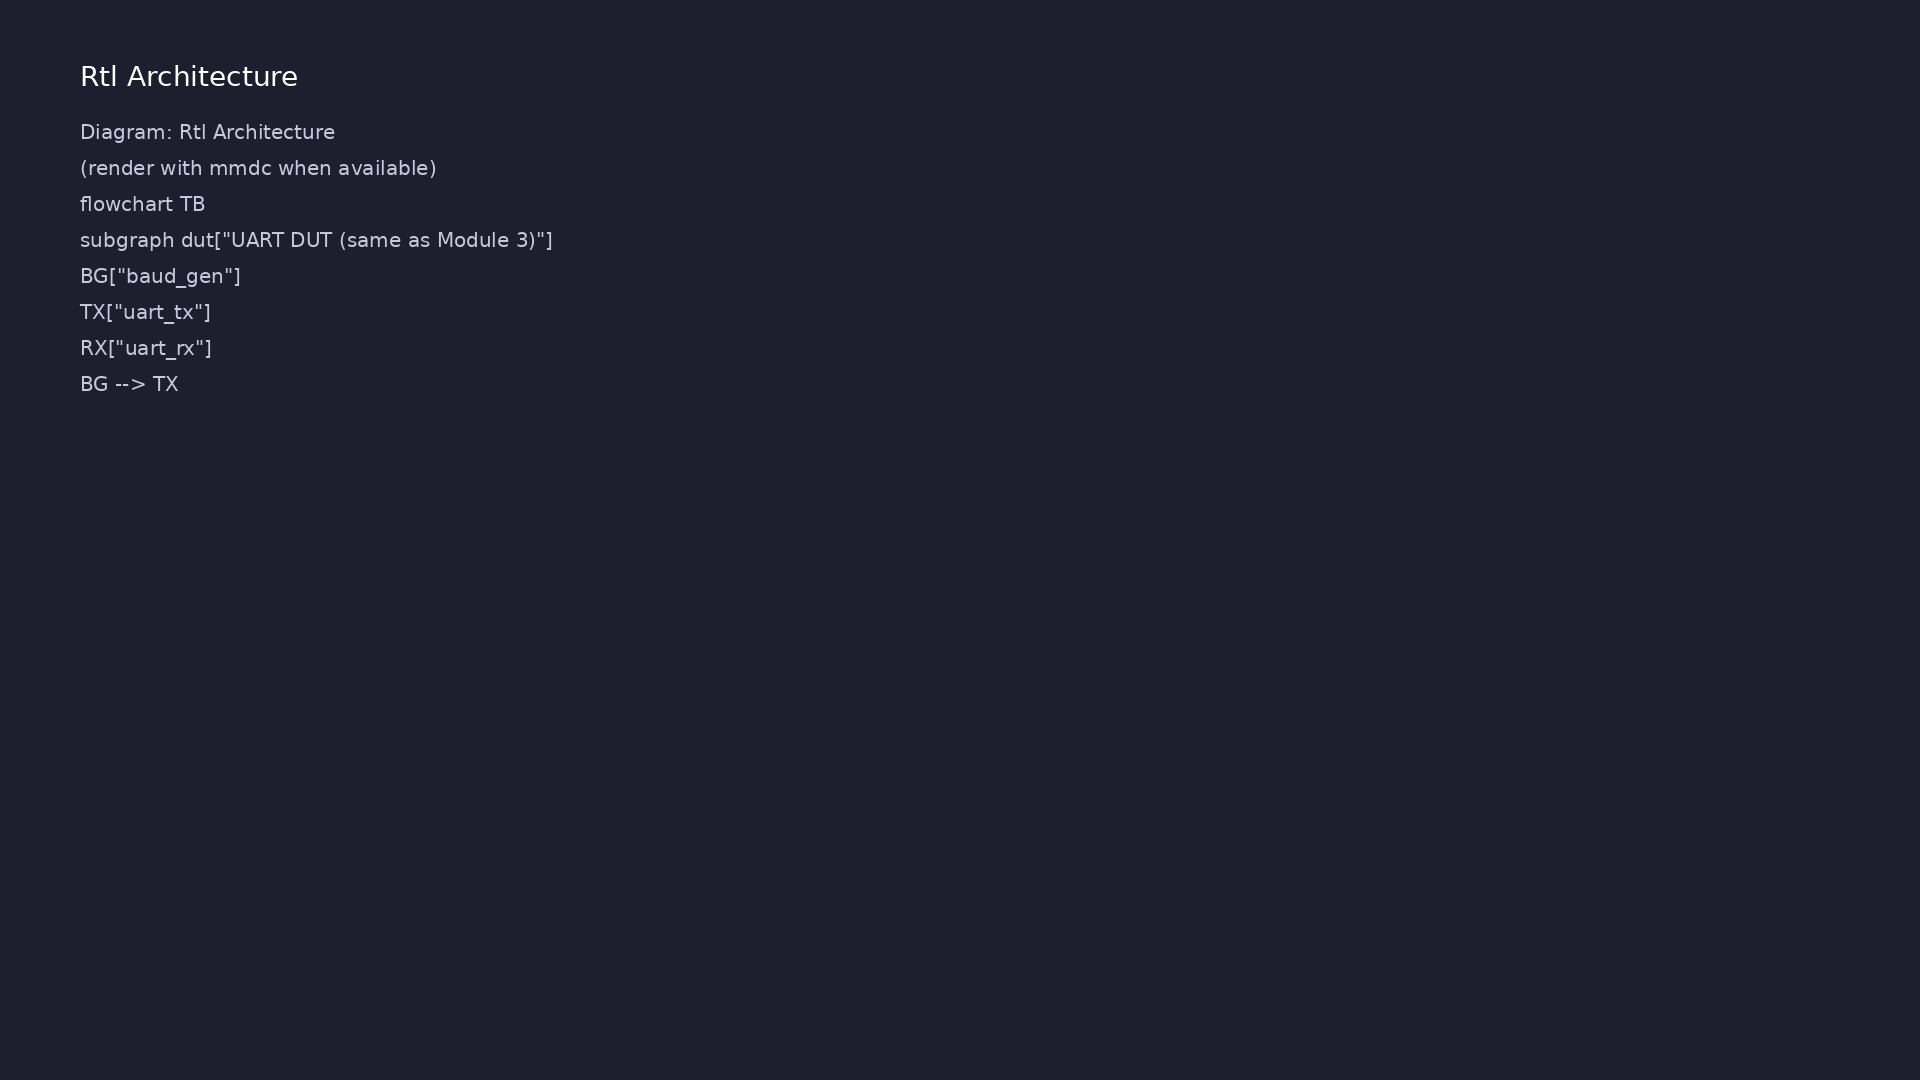 Rtl Architecture
Diagram: Rtl Architecture
(render with mmdc when available)
flowchart TB
subgraph dut["UART DUT (same as Module 3)"]
BG["baud_gen"]
TX["uart_tx"]
RX["uart_rx"]
BG --> TX